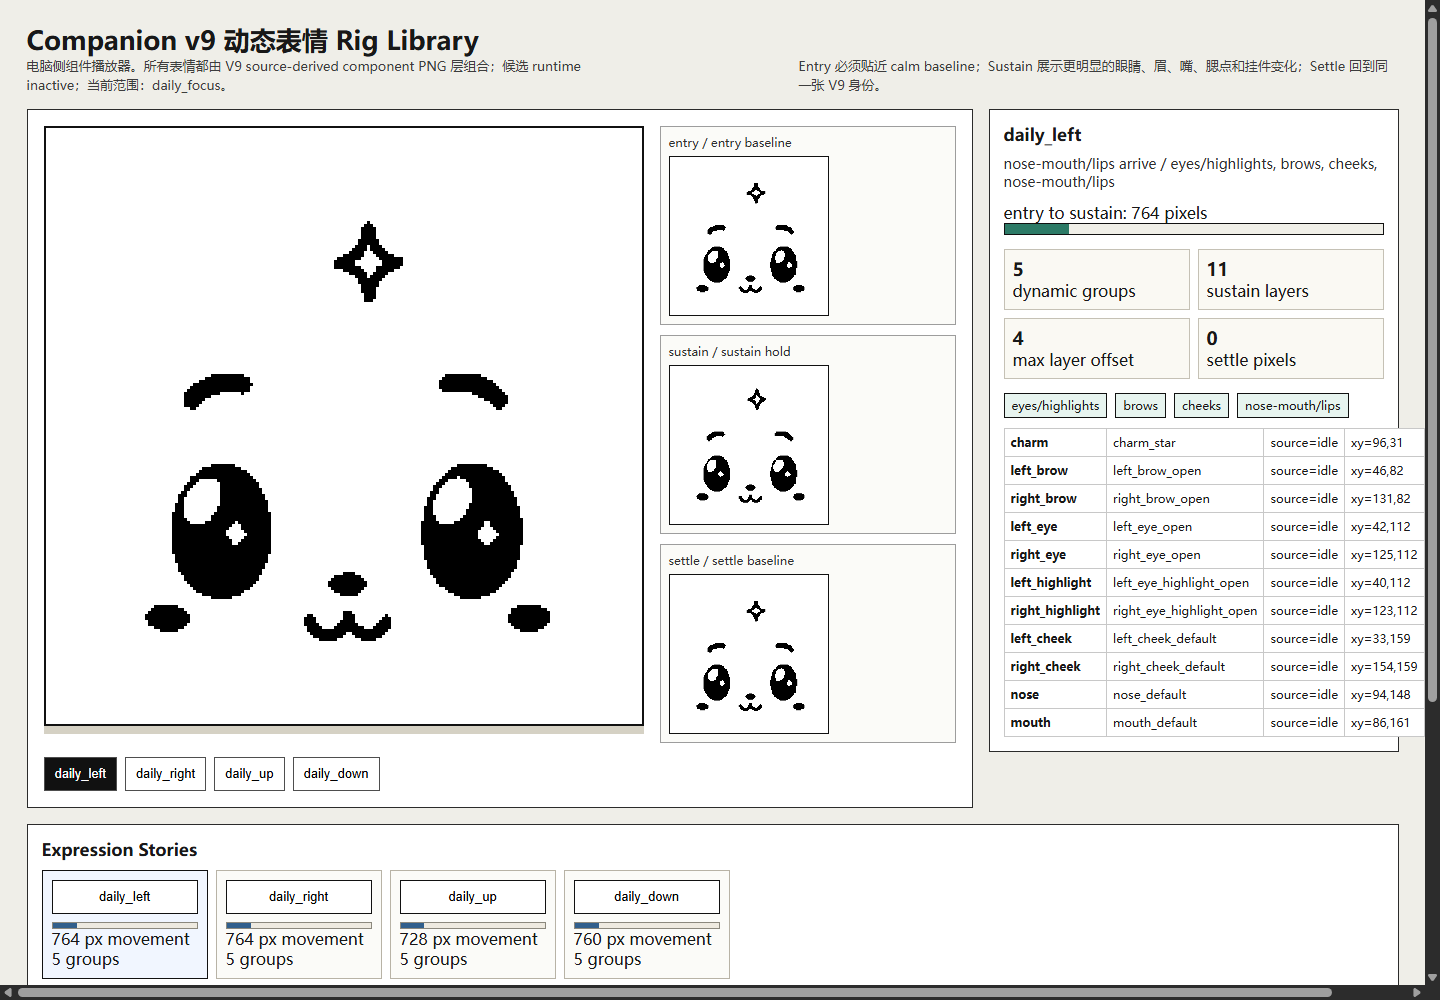 Companion v9 动态表情 Rig Library
电脑侧组件播放器。所有表情都由 V9 source-derived component PNG 层组合；候选 runtime
inactive；当前范围：daily_focus。
Entry 必须贴近 calm baseline；Sustain 展示更明显的眼睛、眉、嘴、腮点和挂件变化；Settle 回到同
一张 V9 身份。
entry / entry baseline
sustain / sustain hold
settle / settle baseline
daily_left
daily_right
daily_up
daily_down
daily_left
nose-mouth/lips arrive / eyes/highlights, brows, cheeks,
nose-mouth/lips
entry to sustain: 764 pixels
5
dynamic groups
11
sustain layers
4
max layer offset
0
settle pixels
eyes/highlights
brows
cheeks
nose-mouth/lips
charm charm_star source=idle xy=96,31
left_brow left_brow_open source=idle xy=46,82
right_brow right_brow_open source=idle xy=131,82
left_eye left_eye_open source=idle xy=42,112
right_eye right_eye_open source=idle xy=125,112
left_highlight left_eye_highlight_open source=idle xy=40,112
right_highlight right_eye_highlight_open source=idle xy=123,112
left_cheek left_cheek_default source=idle xy=33,159
right_cheek right_cheek_default source=idle xy=154,159
nose nose_default source=idle xy=94,148
mouth mouth_default source=idle xy=86,161
Expression Stories
daily_left
764 px movement
5 groups
daily_right
764 px movement
5 groups
daily_up
728 px movement
5 groups
daily_down
760 px movement
5 groups